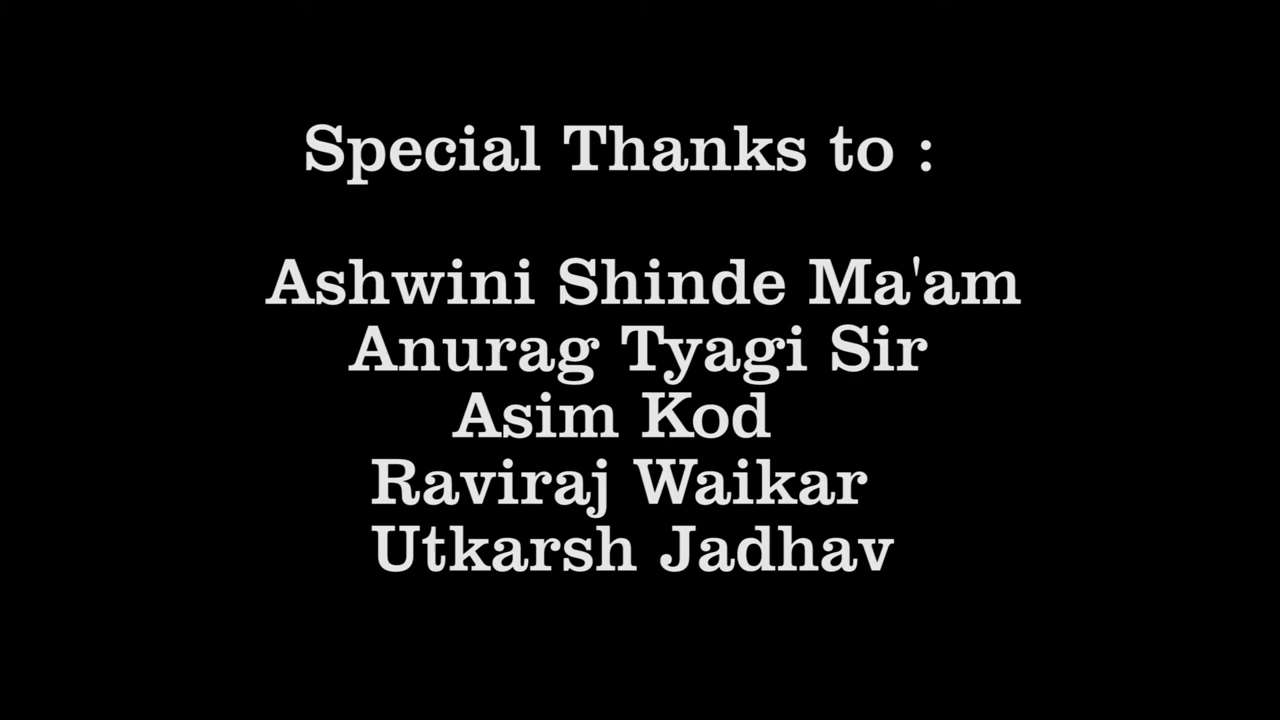 Special Thanks to :
Ashwini Shinde Ma'am
Anurag Tyagi Sir
Asim Kod
Raviraj Waikar
Utkarsh Jadhav